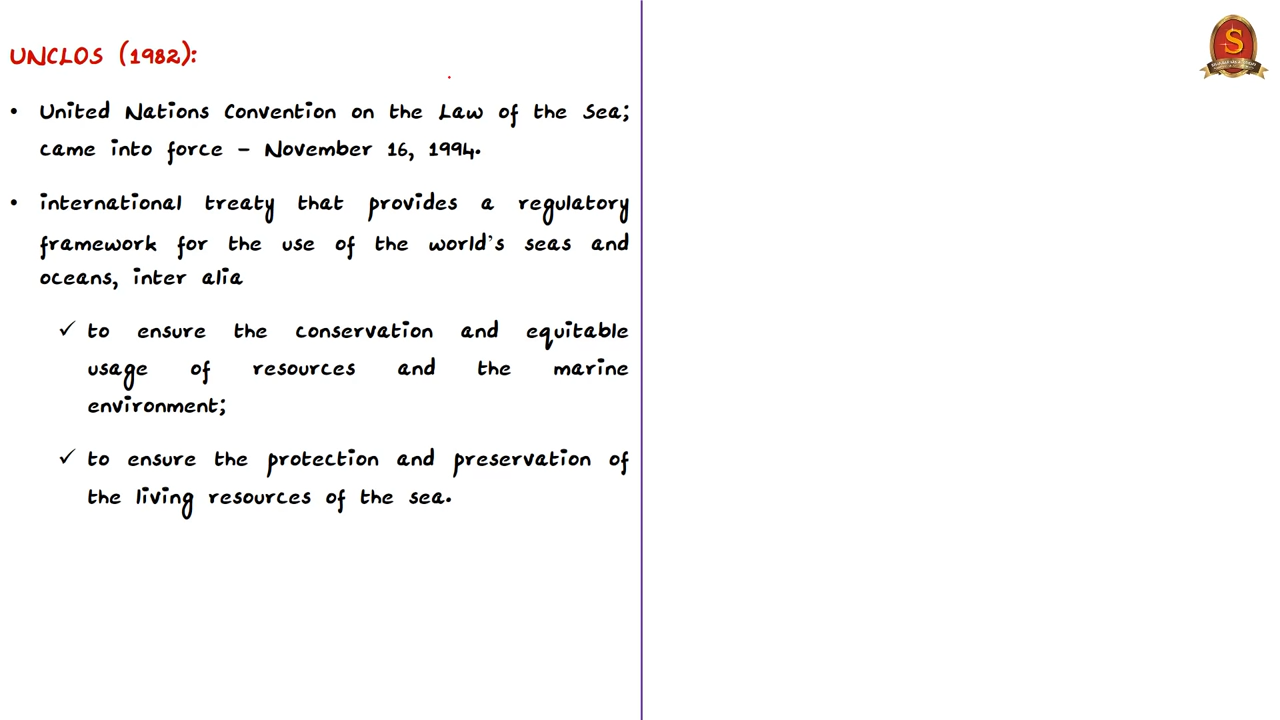 UNCLOS (1982):
• United Nations Convention on the Law of the Sea;
came into force – November 16, 1994.
• international treaty that provides a regulatory
framework for the use of the world's seas and
oceans, inter alia
✓ to ensure the conservation and equitable
usage of resources and the marine
environment;
✓ to ensure the protection and preservation of
the living resources of the sea.
S